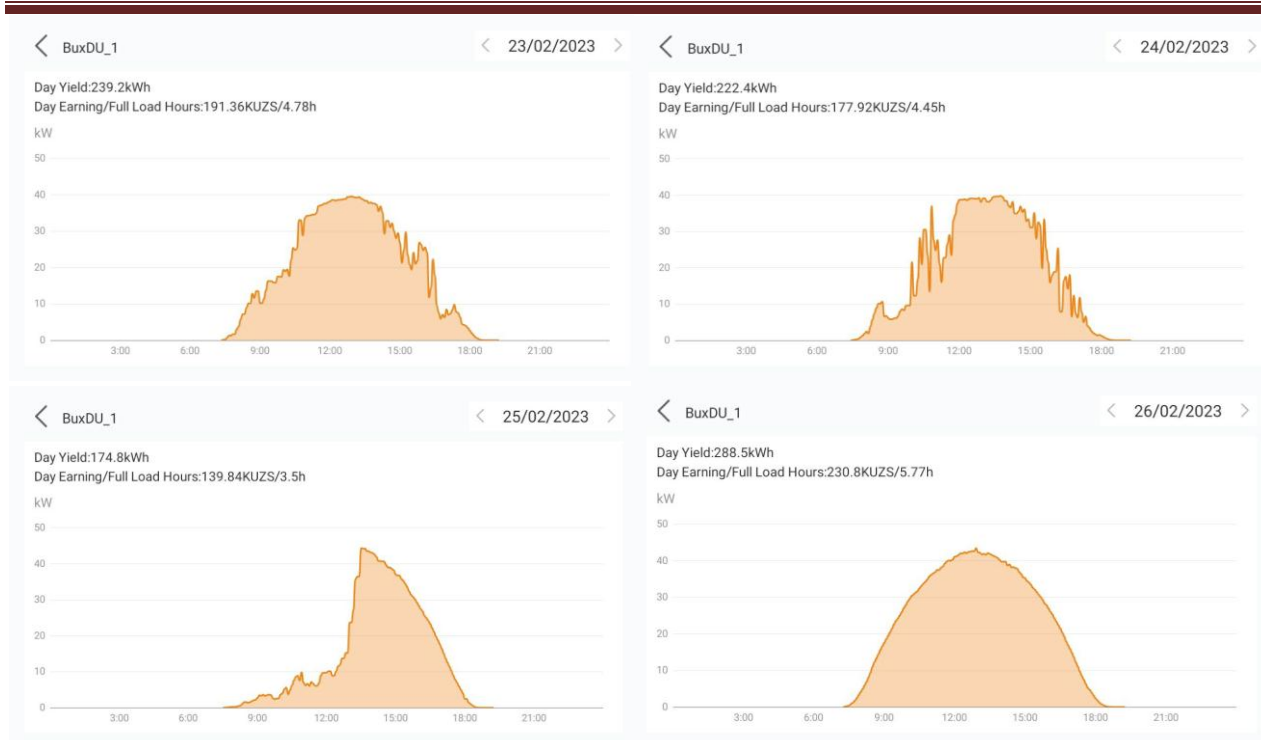 BuxDU_1
23/02/2023
Day Yield:239.2kWh
Day Earning/Full Load Hours:191.36KUZS/4.78h
kW
50
40
30
20
10
0
3:00 6:00 9:00 12:00 15:00 18:00 21:00
BuxDU_1
24/02/2023
Day Yield:222.4kWh
Day Earning/Full Load Hours:177.92KUZS/4.45h
kW
50
40
30
20
10
0
3:00 6:00 9:00 12:00 15:00 18:00 21:00
BuxDU_1
25/02/2023
Day Yield:174.8kWh
Day Earning/Full Load Hours:139.84KUZS/3.5h
kW
50
40
30
20
10
0
3:00 6:00 9:00 12:00 15:00 18:00 21:00
BuxDU_1
26/02/2023
Day Yield:288.5kWh
Day Earning/Full Load Hours:230.8KUZS/5.77h
kW
50
40
30
20
10
0
3:00 6:00 9:00 12:00 15:00 18:00 21:00